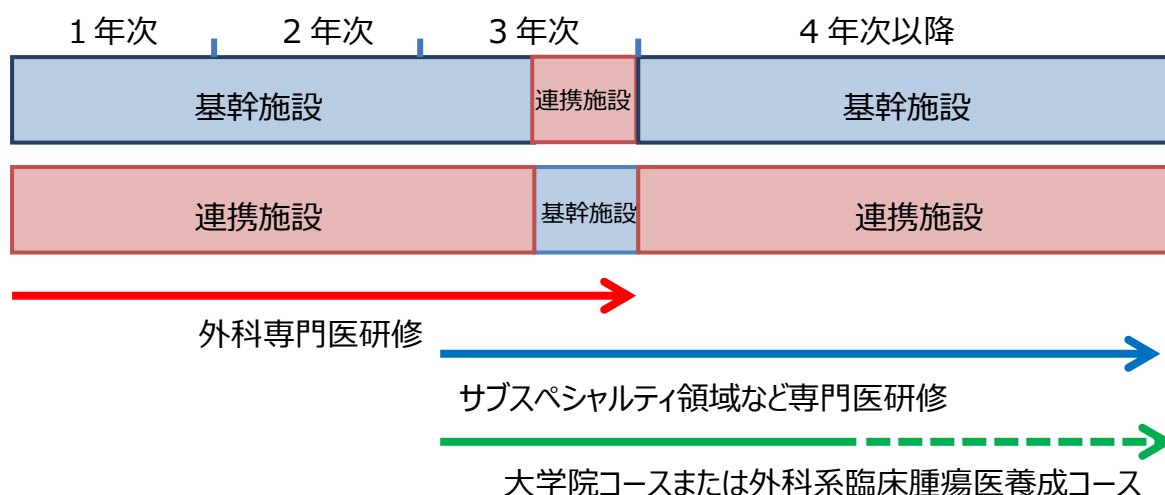 1年次 2年次 3年次 4年次以降
基幹施設 連携施設 基幹施設
連携施設 基幹施設 連携施設
外科専門医研修
サブスペシャルティ領域など専門医研修
大学院コースまたは外科系臨床腫瘍医養成コース